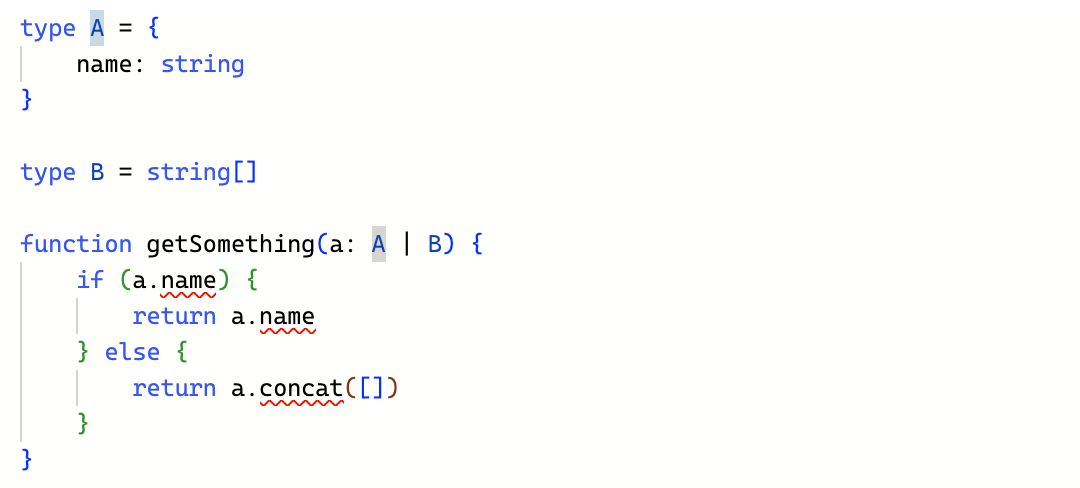 type A = {
    name: string
}
type B = string[]
function getSomething(a: A | B) {
    if (a.name) {
        return a.name
    } else {
        return a.concat([])
    }
}